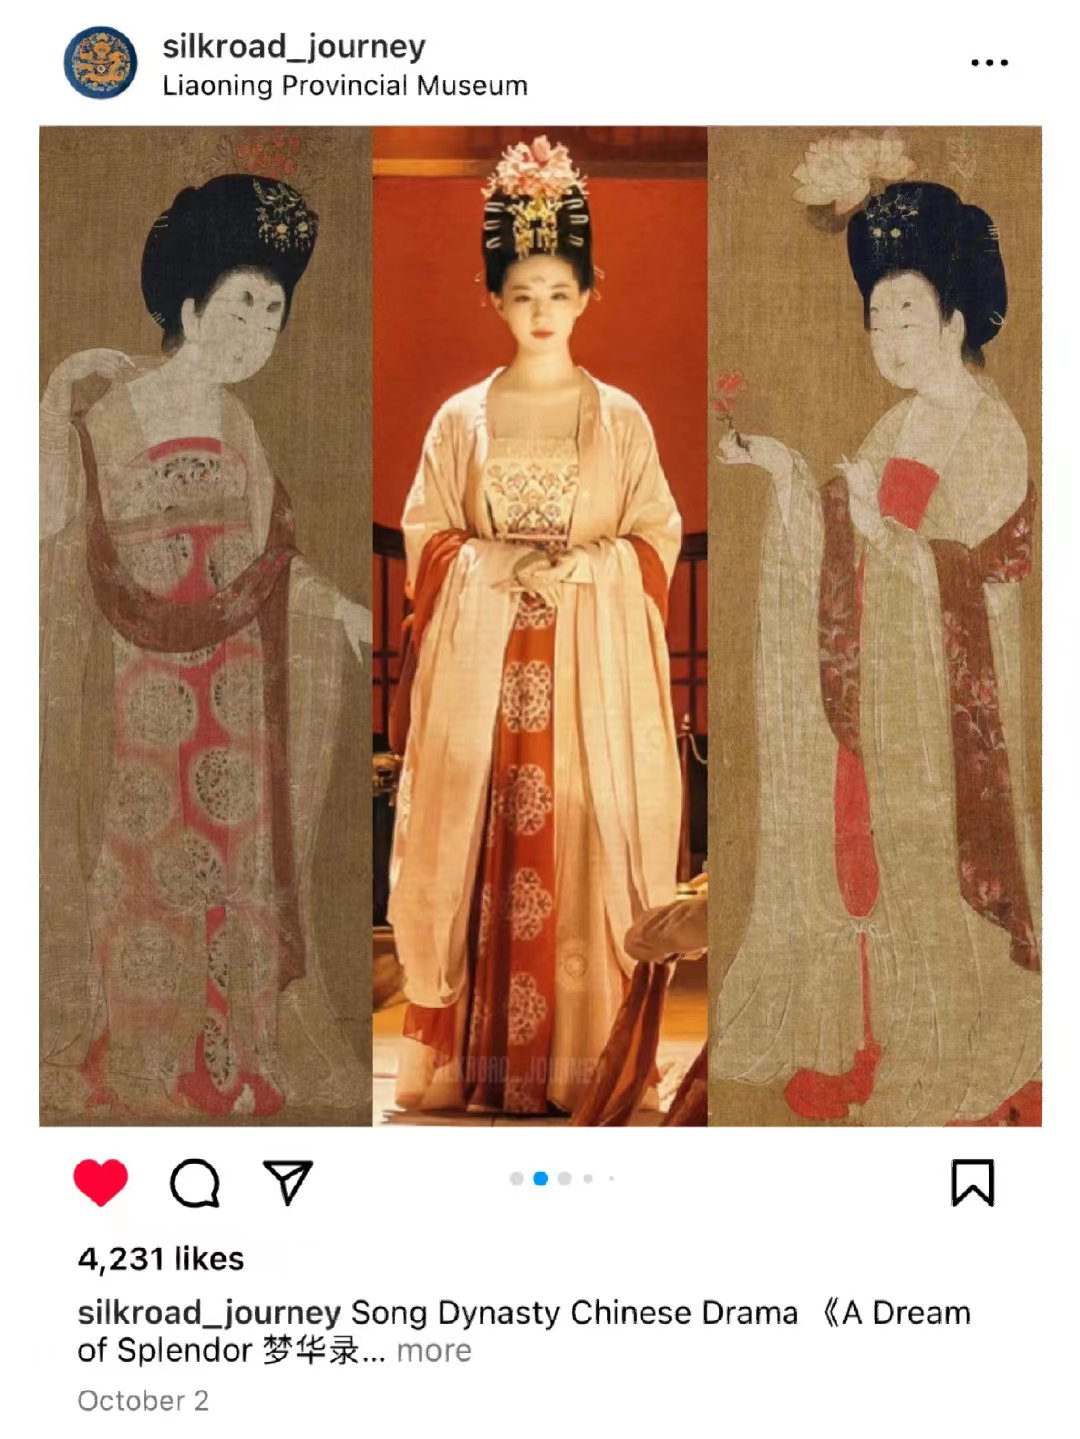 silkroad_journey
Liaoning Provincial Museum
SILKROAD_JOURNEY
4,231 likes
silkroad_journey Song Dynasty Chinese Drama 《A Dream
of Splendor 梦华录... more
October 2